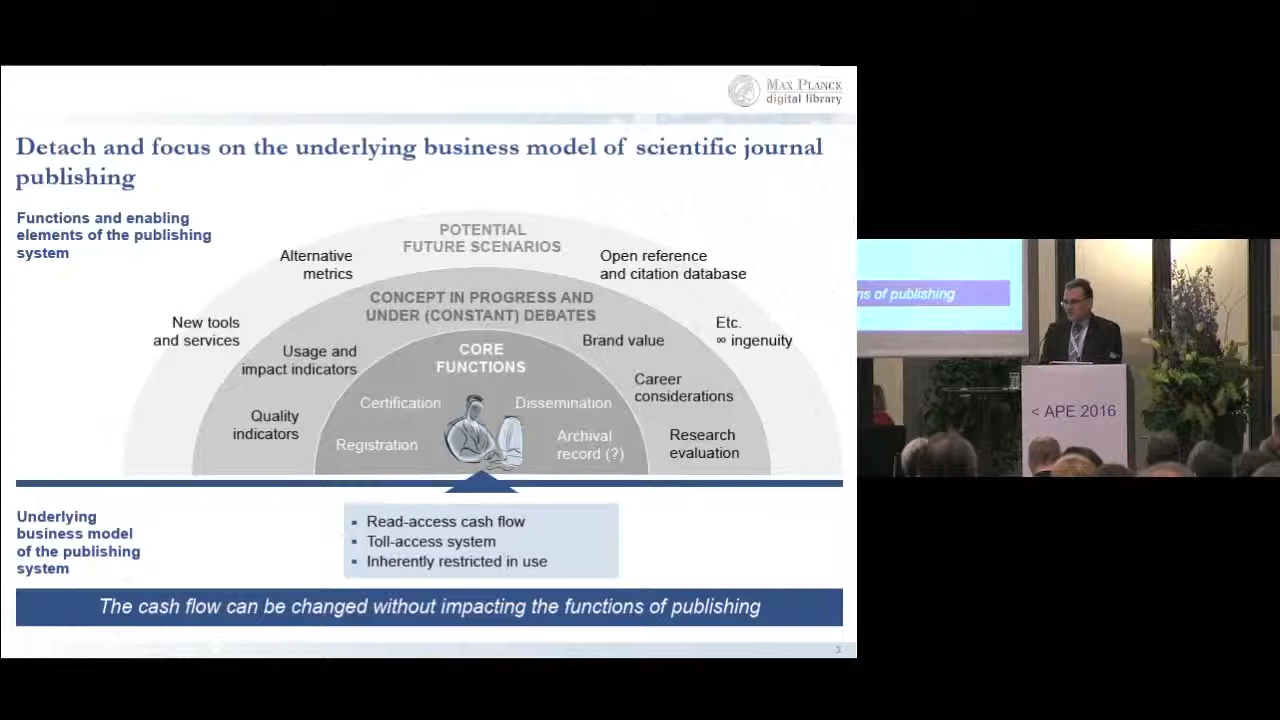 MAX PLANCK
digital library
Detach and focus on the underlying business model of scientific journal
publishing
Functions and enabling
elements of the publishing
system
POTENTIAL
FUTURE SCENARIOS
Alternative
metrics
Open reference
and citation database
CONCEPT IN PROGRESS AND
UNDER (CONSTANT) DEBATES
New tools
and services
Etc.
∞ ingenuity
Usage and
impact indicators
Brand value
CORE
FUNCTIONS
Career
considerations
Quality
indicators
Certification
Dissemination
Registration
Archival
record (?)
Research
evaluation
Underlying
business model
of the publishing
system
▪ Read-access cash flow
▪ Toll-access system
▪ Inherently restricted in use
The cash flow can be changed without impacting the functions of publishing
3
ns of publishing
< APE 2016